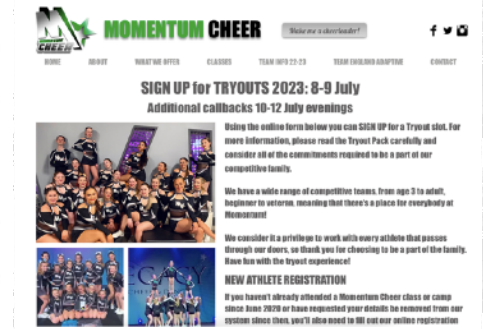 MOMENTUM CHEER
Make me a cheerleader!
CHEER
HOME ABOUT WHAT WE OFFER CLASSES TEAM INFO 22-23 TEAM ENGLAND ADAPTIVE CONTACT
SIGN UP for TRYOUTS 2023: 8-9 July
Additional callbacks 10-12 July evenings
Using the online form below you can SIGN UP for a Tryout slot. For
more information, please read the Tryout Pack carefully and
consider all of the commitments required to be a part of our
competitive family.
We have a wide range of competitive teams, from age 3 to adult,
beginner to veteran, meaning that there's a place for everybody at
Momentum!
We consider it a privilege to work with every athlete that passes
through our doors, so thank you for choosing to be a part of the family.
Have fun with the tryout experience!
NEW ATHLETE REGISTRATION
If you haven't already attended a Momentum Cheer class or camp
since June 2020 or have requested your details be removed from our
system since then, you'll also need to fill out our online registration